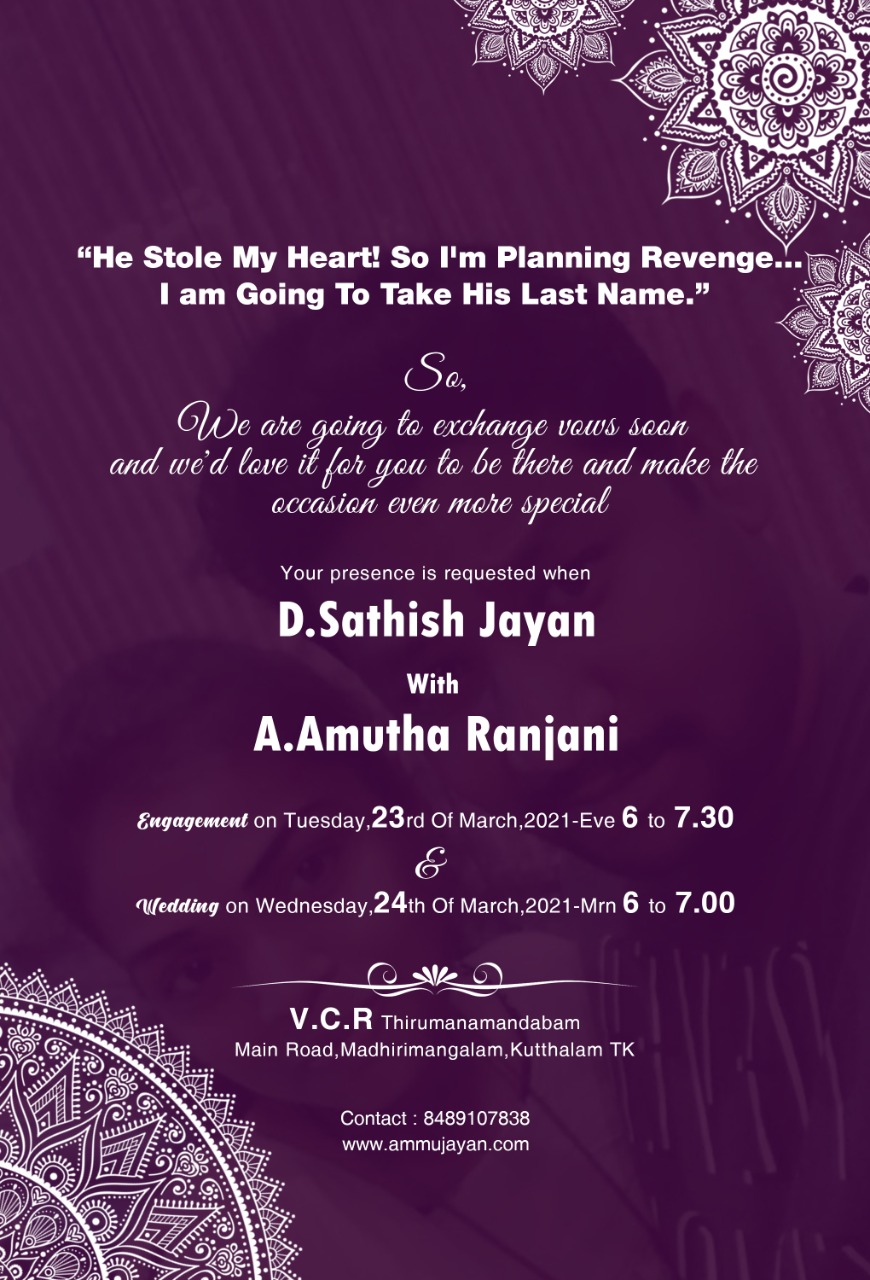 “He Stole My Heart! So I'm Planning Revenge...
I am Going To Take His Last Name.”
So,
We are going to exchange vows soon
and we’d love it for you to be there and make the
occasion even more special
Your presence is requested when
D.Sathish Jayan
With
A.Amutha Ranjani
Engagement on Tuesday,23rd Of March,2021-Eve 6 to 7.30
&
Wedding on Wednesday,24th Of March,2021-Mrn 6 to 7.00
V.C.R Thirumanamandabam
Main Road,Madhirimangalam,Kutthalam TK
Contact : 8489107838
www.ammujayan.com